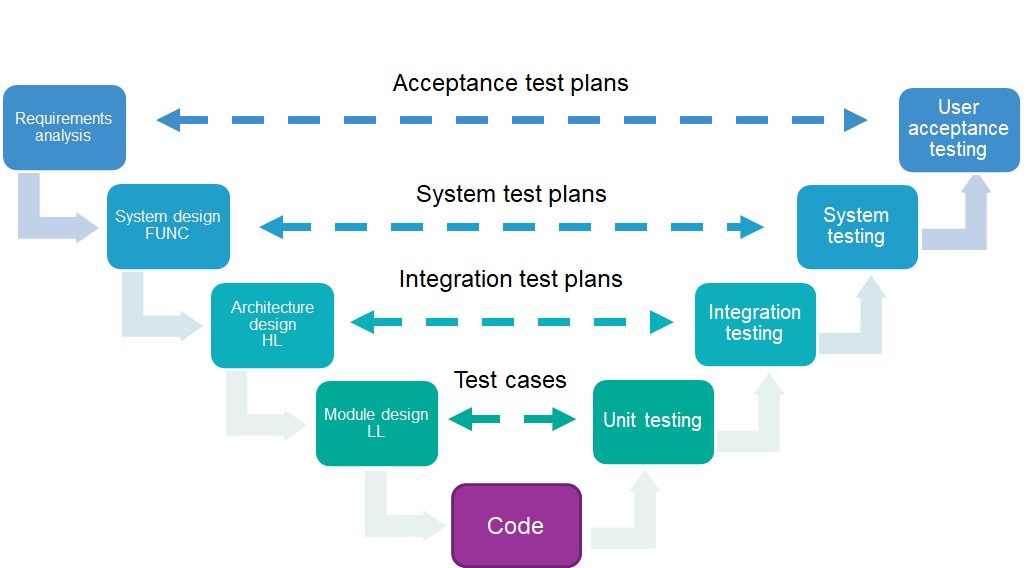 Acceptance test plans
Requirements
analysis
User
acceptance
testing
System test plans
System design
FUNC
System
testing
Integration test plans
Architecture
design
HL
Integration
testing
Test cases
Module design
LL
Unit testing
Code